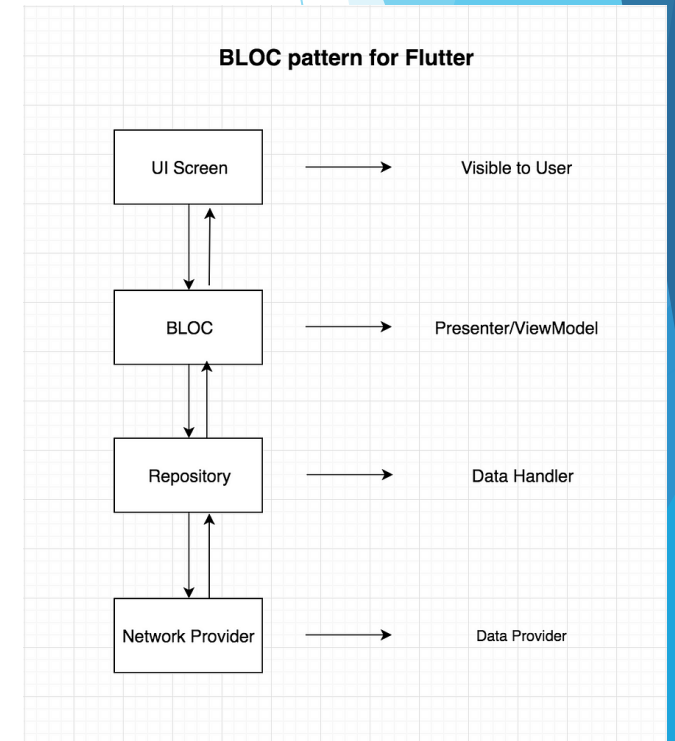 BLOC pattern for Flutter
UI Screen
Visible to User
BLOC
Presenter/ViewModel
Repository
Data Handler
Network Provider
Data Provider